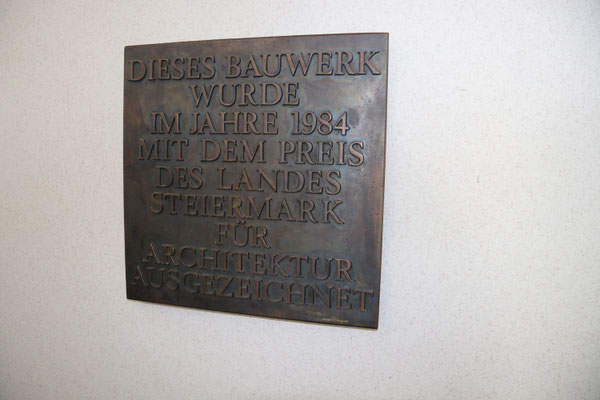 DIESES BAUWERK
WURDE
IM JAHRE 1984
MIT DEM PREIS
DES LANDES
STEIERMARK
FÜR
ARCHITEKTUR
AUSGEZEICHNET